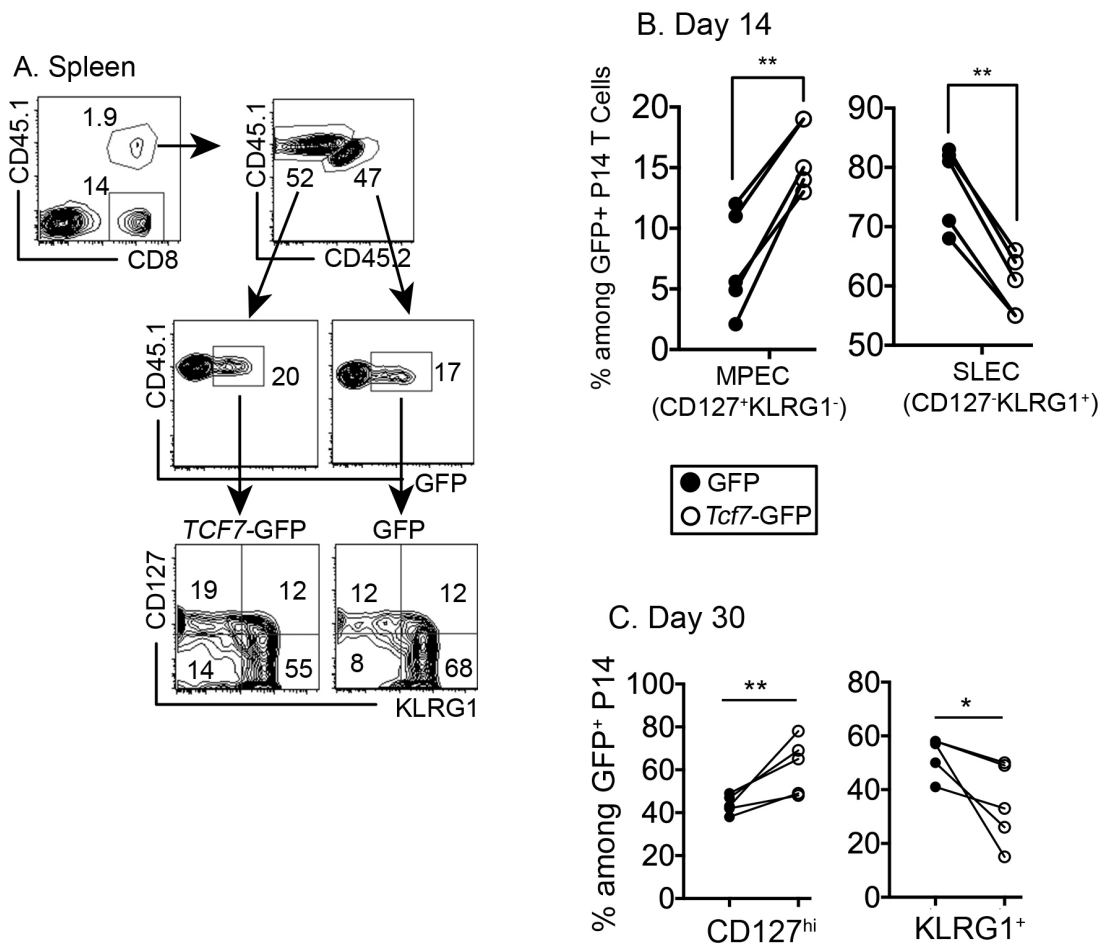 A. Spleen
CD45.1
1.9
14
CD8
CD45.1
52
47
CD45.2
CD45.1
20
17
GFP
TCF7-GFP
GFP
CD127
19
12
14
55
12
12
8
68
KLRG1
B. Day 14
% among GFP+ P14 T Cells
**
20
15
10
5
0
MPEC
(CD127⁺KLRG1⁻)
**
90
80
70
60
50
SLEC
(CD127⁻KLRG1⁺)
GFP
Tcf7-GFP
C. Day 30
% among GFP⁺ P14
**
100
80
60
40
20
0
CD127ʰⁱ
*
80
60
40
20
0
KLRG1⁺